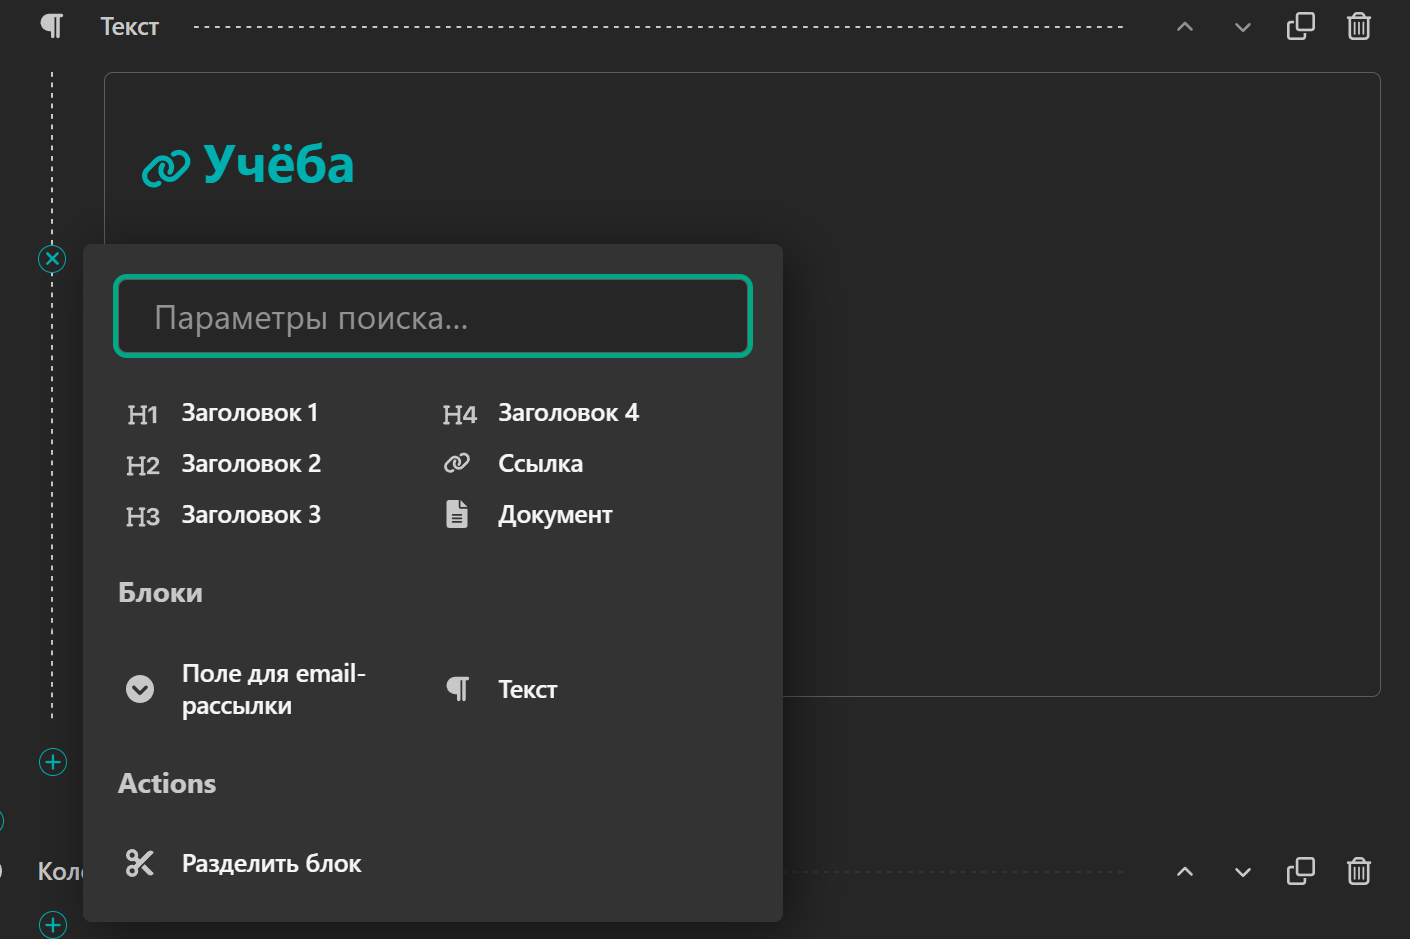 Текст
Учёба
Параметры поиска...
H1 Заголовок 1
H4 Заголовок 4
H2 Заголовок 2
Ссылка
H3 Заголовок 3
Документ
Блоки
Поле для email-
рассылки
Текст
Actions
Разделить блок